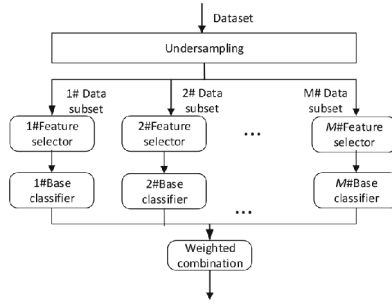 Dataset
Undersampling
1# Data
subset
2# Data
subset
M# Data
subset
1#Feature
selector
2#Feature
selector
...
M#Feature
selector
1#Base
classifier
2#Base
classifier
...
M#Base
classifier
Weighted
combination